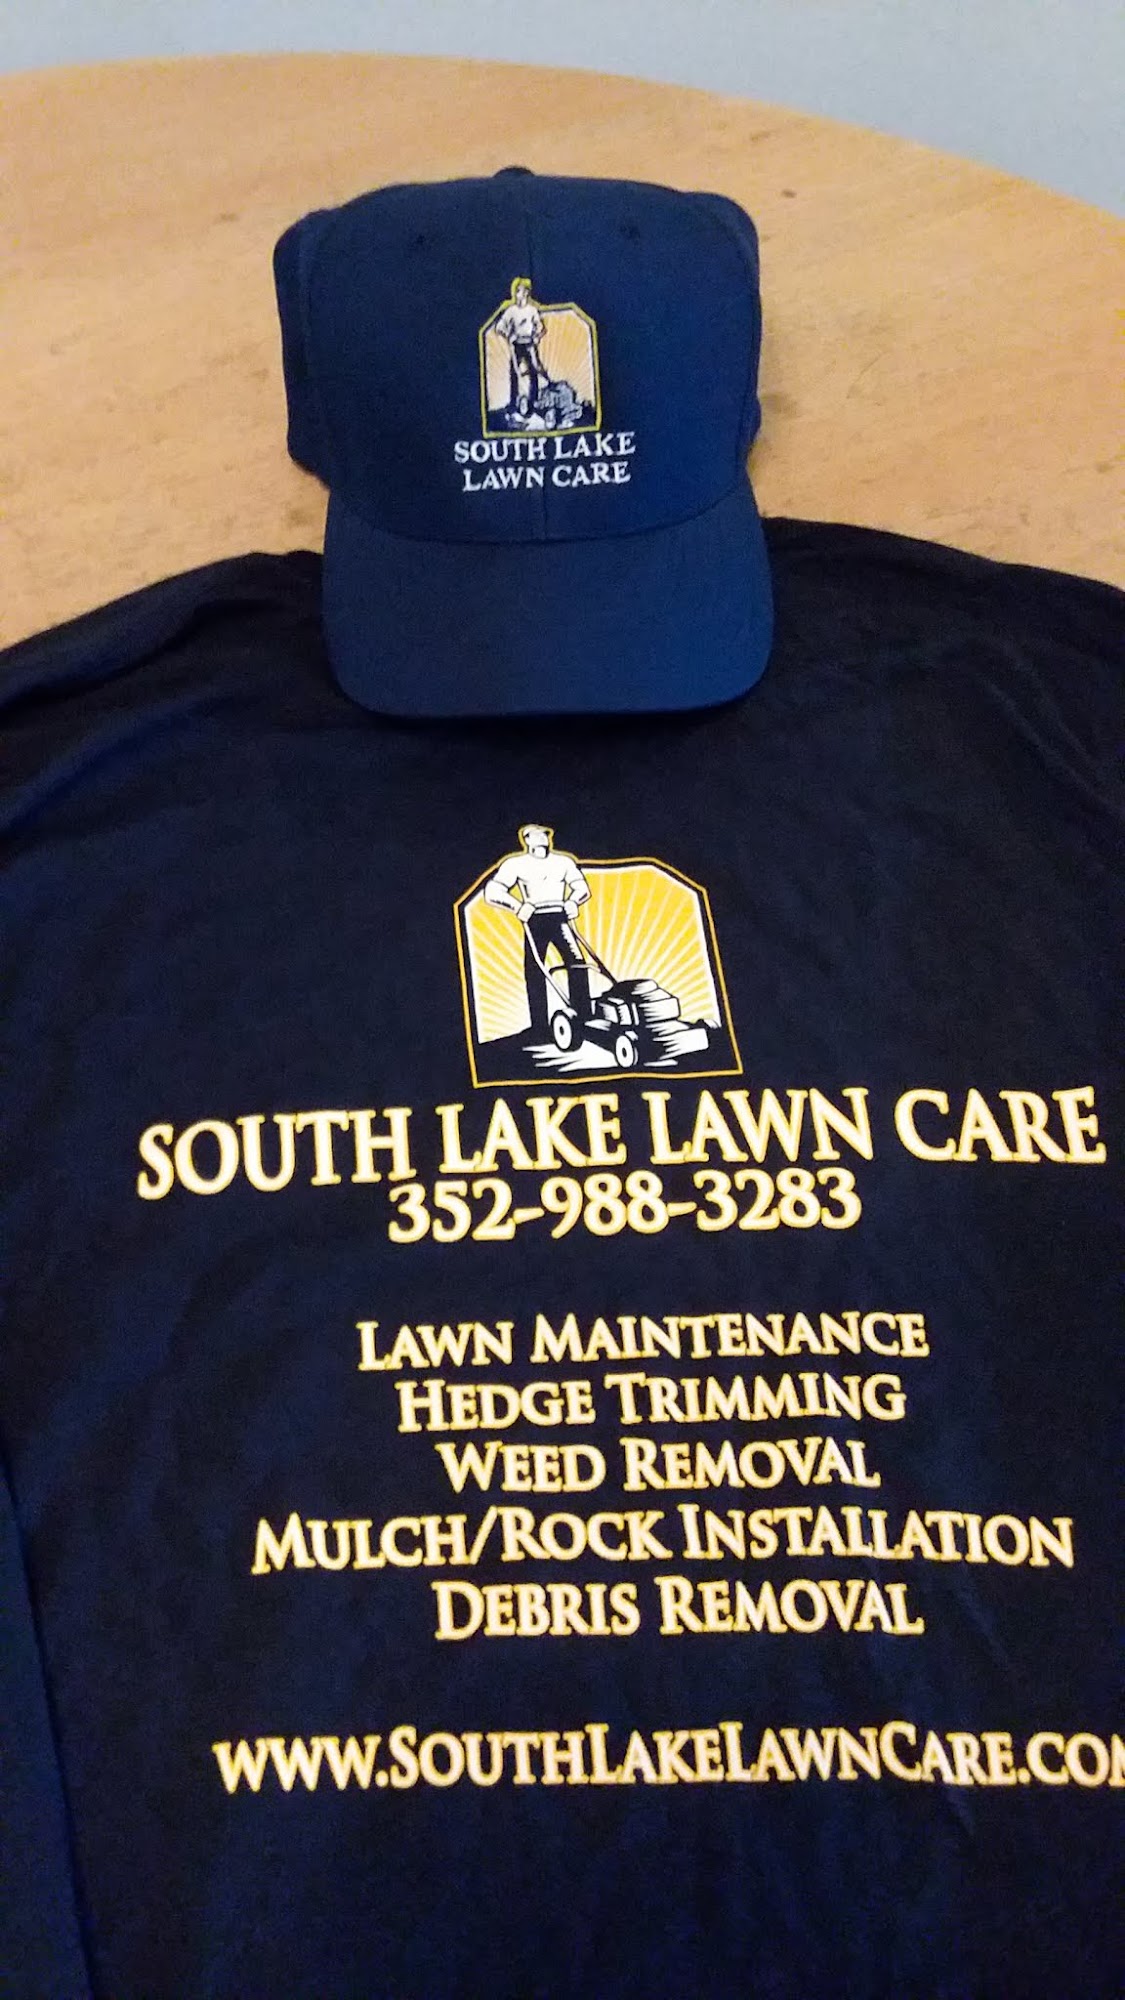 SOUTH LAKE
LAWN CARE
SOUTH LAKE LAWN CARE
352-988-3283
LAWN MAINTENANCE
HEDGE TRIMMING
WEED REMOVAL
MULCH/ROCK INSTALLATION
DEBRIS REMOVAL
WWW.SOUTHLAKELAWNCARE.COM